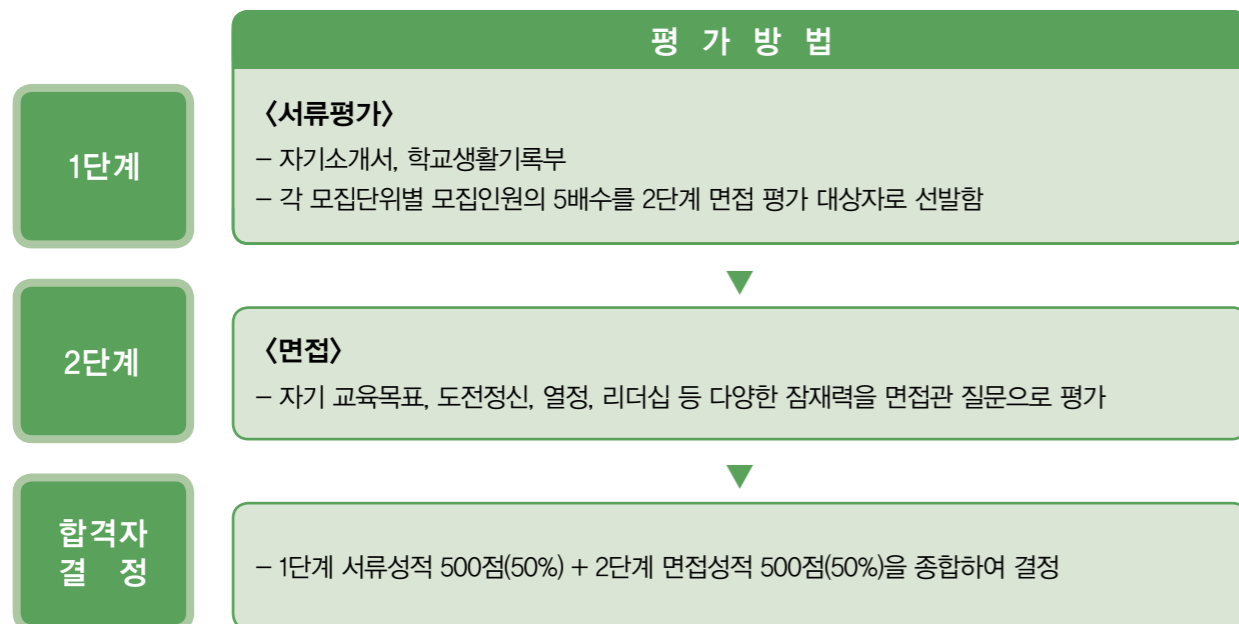 평 가 방 법
1단계
〈서류평가〉
– 자기소개서, 학교생활기록부
– 각 모집단위별 모집인원의 5배수를 2단계 면접 평가 대상자로 선발함
2단계
〈면접〉
– 자기 교육목표, 도전정신, 열정, 리더십 등 다양한 잠재력을 면접관 질문으로 평가
합격자
결 정
– 1단계 서류성적 500점(50%) + 2단계 면접성적 500점(50%)을 종합하여 결정